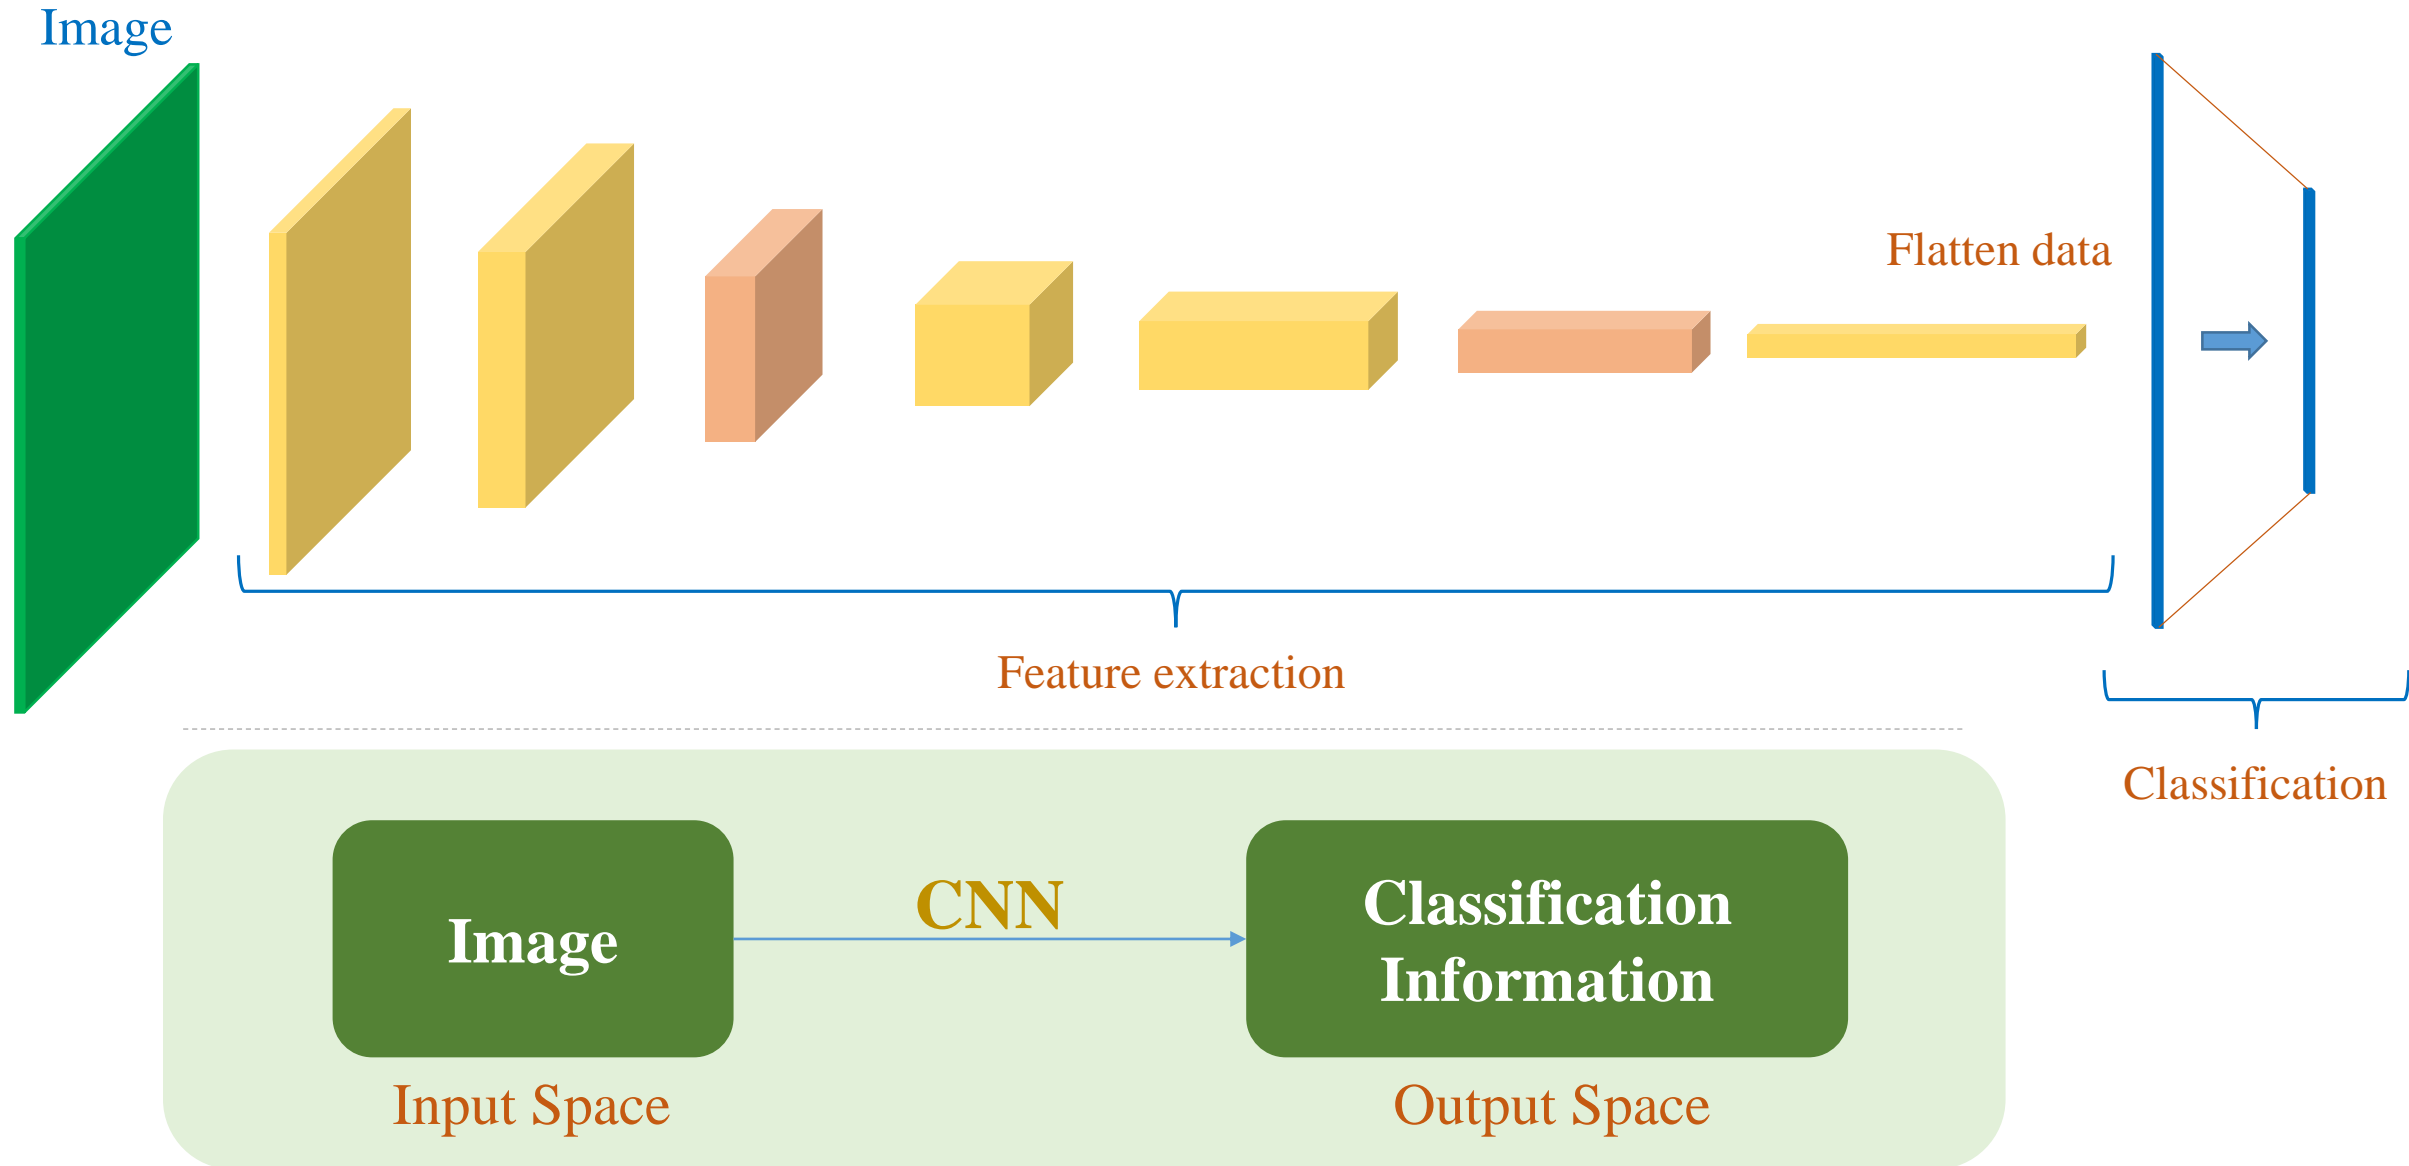 Image
Flatten data
Feature extraction
Classification
CNN
Image
Classification
Information
Input Space
Output Space